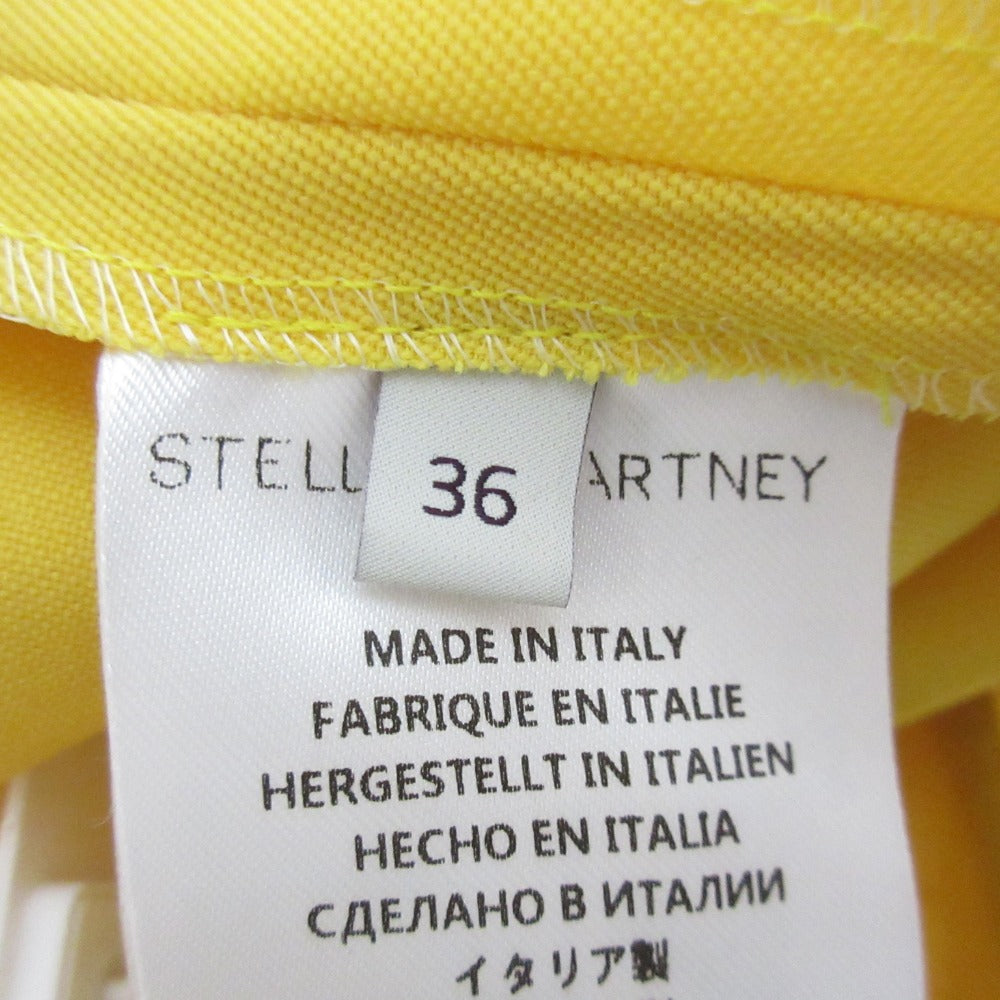 STELL 36 ARTNEY
MADE IN ITALY
FABRIQUE EN ITALIE
HERGESTELLT IN ITALIEN
HECHO EN ITALIA
СДЕЛАНО В ИТАЛИИ
イタリア製